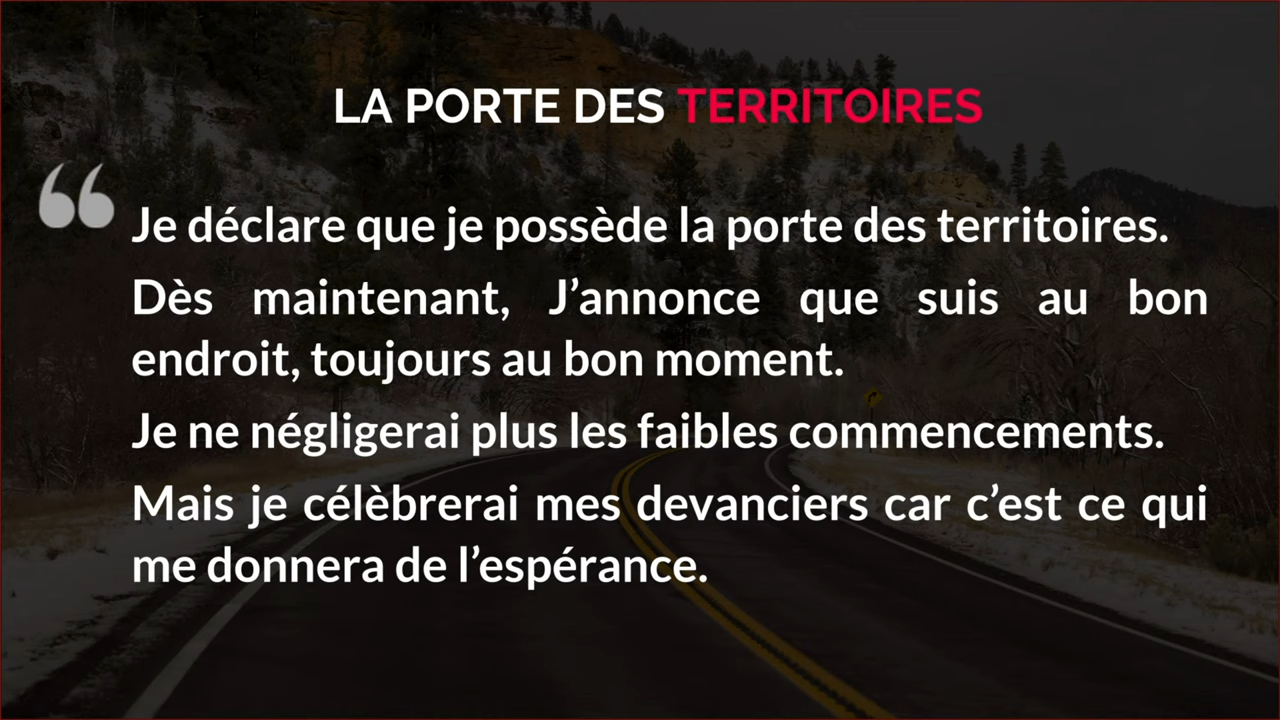 LA PORTE DES TERRITOIRES
“
Je déclare que je possède la porte des territoires.
Dès maintenant, J’annonce que suis au bon
endroit, toujours au bon moment.
Je ne négligerai plus les faibles commencements.
Mais je célèbrerai mes devanciers car c’est ce qui
me donnera de l’espérance.